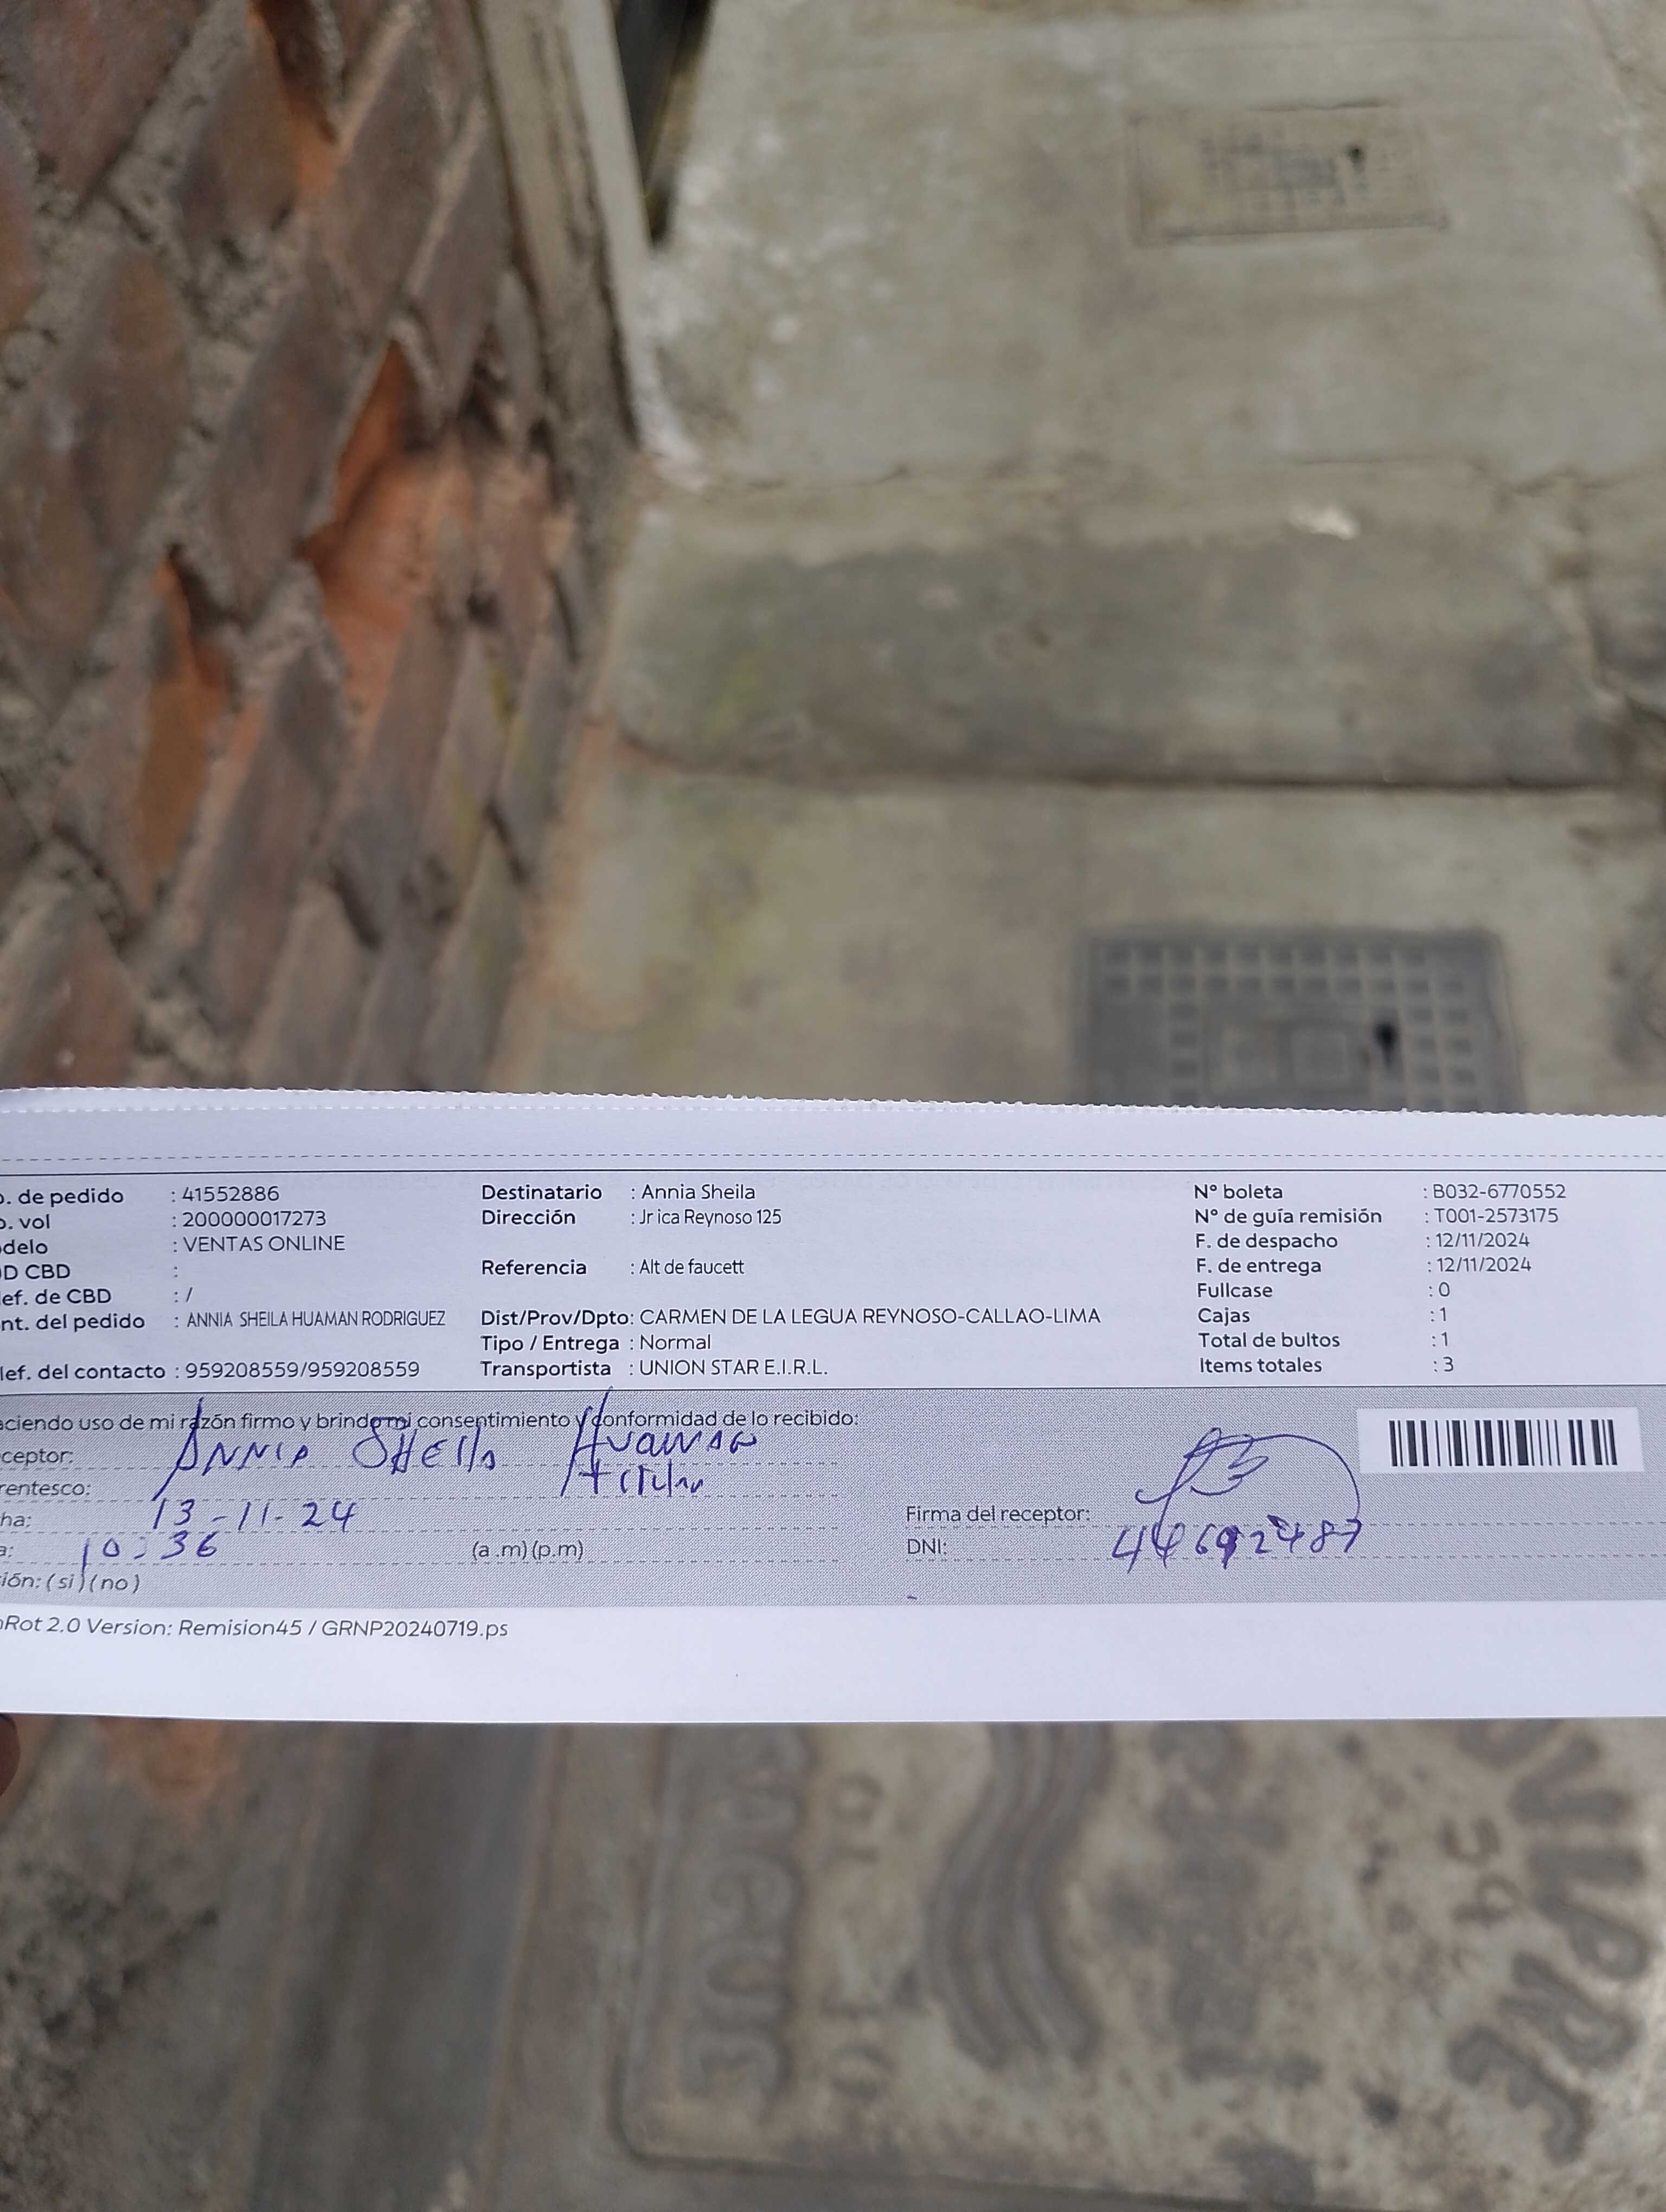 o. de pedido : 41552886
o. vol : 200000017273
delo : VENTAS ONLINE
D CBD :
ef. de CBD : /
nt. del pedido : ANNIA SHEILA HUAMAN RODRIGUEZ
lef. del contacto : 959208559/959208559
Destinatario : Annia Sheila
Dirección : Jr ica Reynoso 125
Referencia : Alt de faucett
Dist/Prov/Dpto: CARMEN DE LA LEGUA REYNOSO-CALLAO-LIMA
Tipo / Entrega : Normal
Transportista : UNION STAR E.I.R.L.
N° boleta : B032-6770552
N° de guía remisión : T001-2573175
F. de despacho : 12/11/2024
F. de entrega : 12/11/2024
Fullcase : 0
Cajas : 1
Total de bultos : 1
Items totales : 3
aciendo uso de mi razón firmo y brindo mi consentimiento y conformidad de lo recibido:
ceptor: ANNIA SHEIla Huaman
rentesco: titular
ha: 13-11-24
a: 10:36 (a .m) (p.m)
ión: ( si ) ( no )
Firma del receptor:
DNI: 44692487
Rot 2.0 Version: Remision45 / GRNP20240719.ps